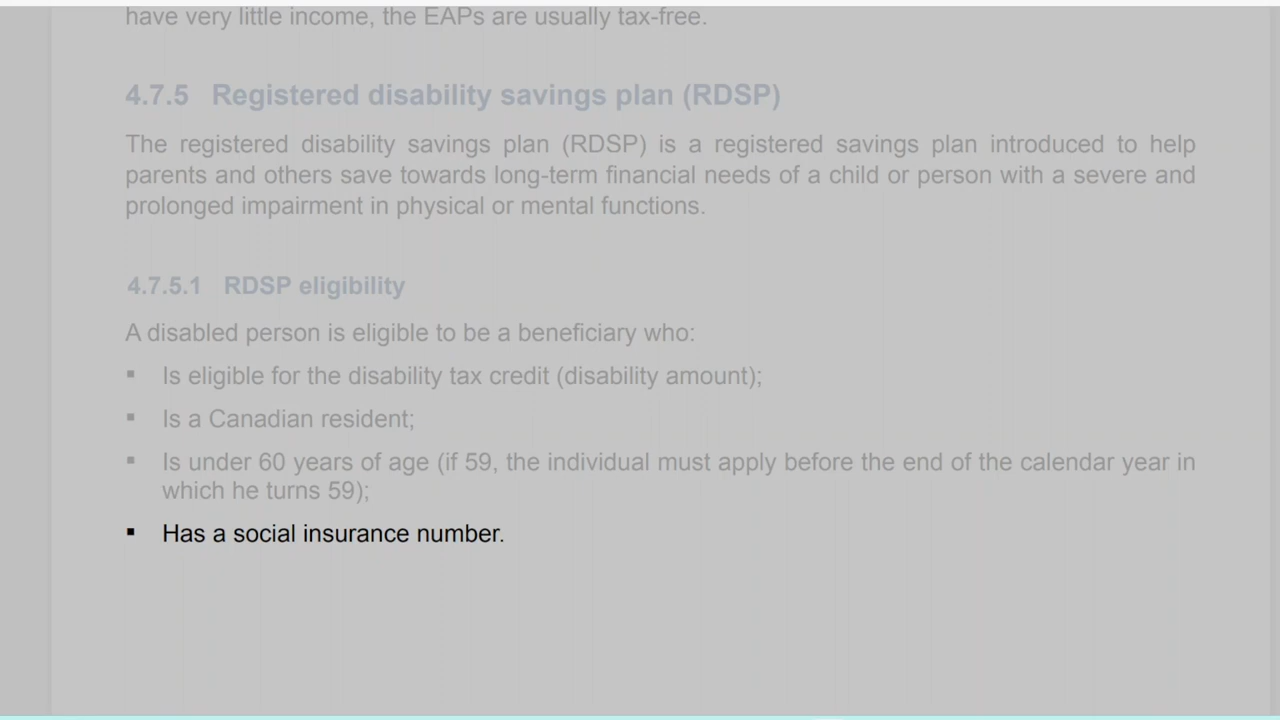 have very little income, the EAPs are usually tax-free.
4.7.5 Registered disability savings plan (RDSP)
The registered disability savings plan (RDSP) is a registered savings plan introduced to help
parents and others save towards long-term financial needs of a child or person with a severe and
prolonged impairment in physical or mental functions.
4.7.5.1 RDSP eligibility
A disabled person is eligible to be a beneficiary who:
▪ Is eligible for the disability tax credit (disability amount);
▪ Is a Canadian resident;
▪ Is under 60 years of age (if 59, the individual must apply before the end of the calendar year in
which he turns 59);
▪ Has a social insurance number.